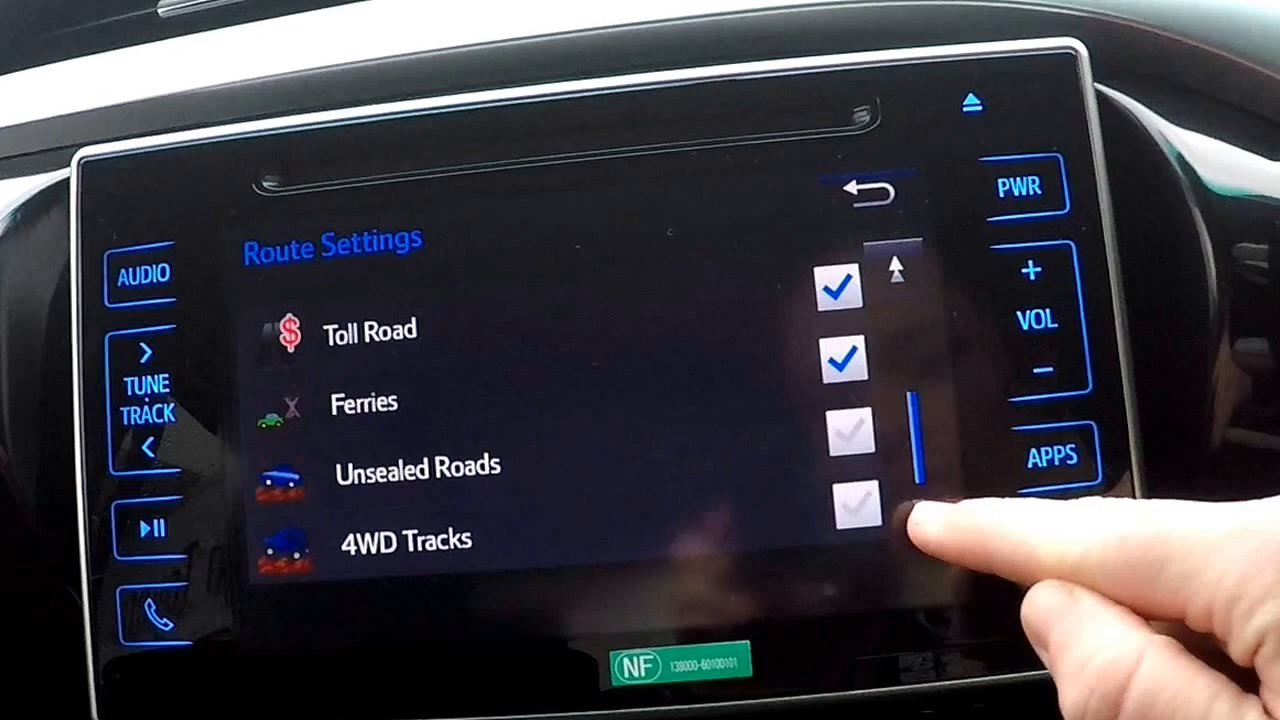 PWR
Route Settings
AUDIO
+
VOL
-
Toll Road
TUNE
TRACK
Ferries
Unsealed Roads
APPS
4WD Tracks
NF 138000-60100101